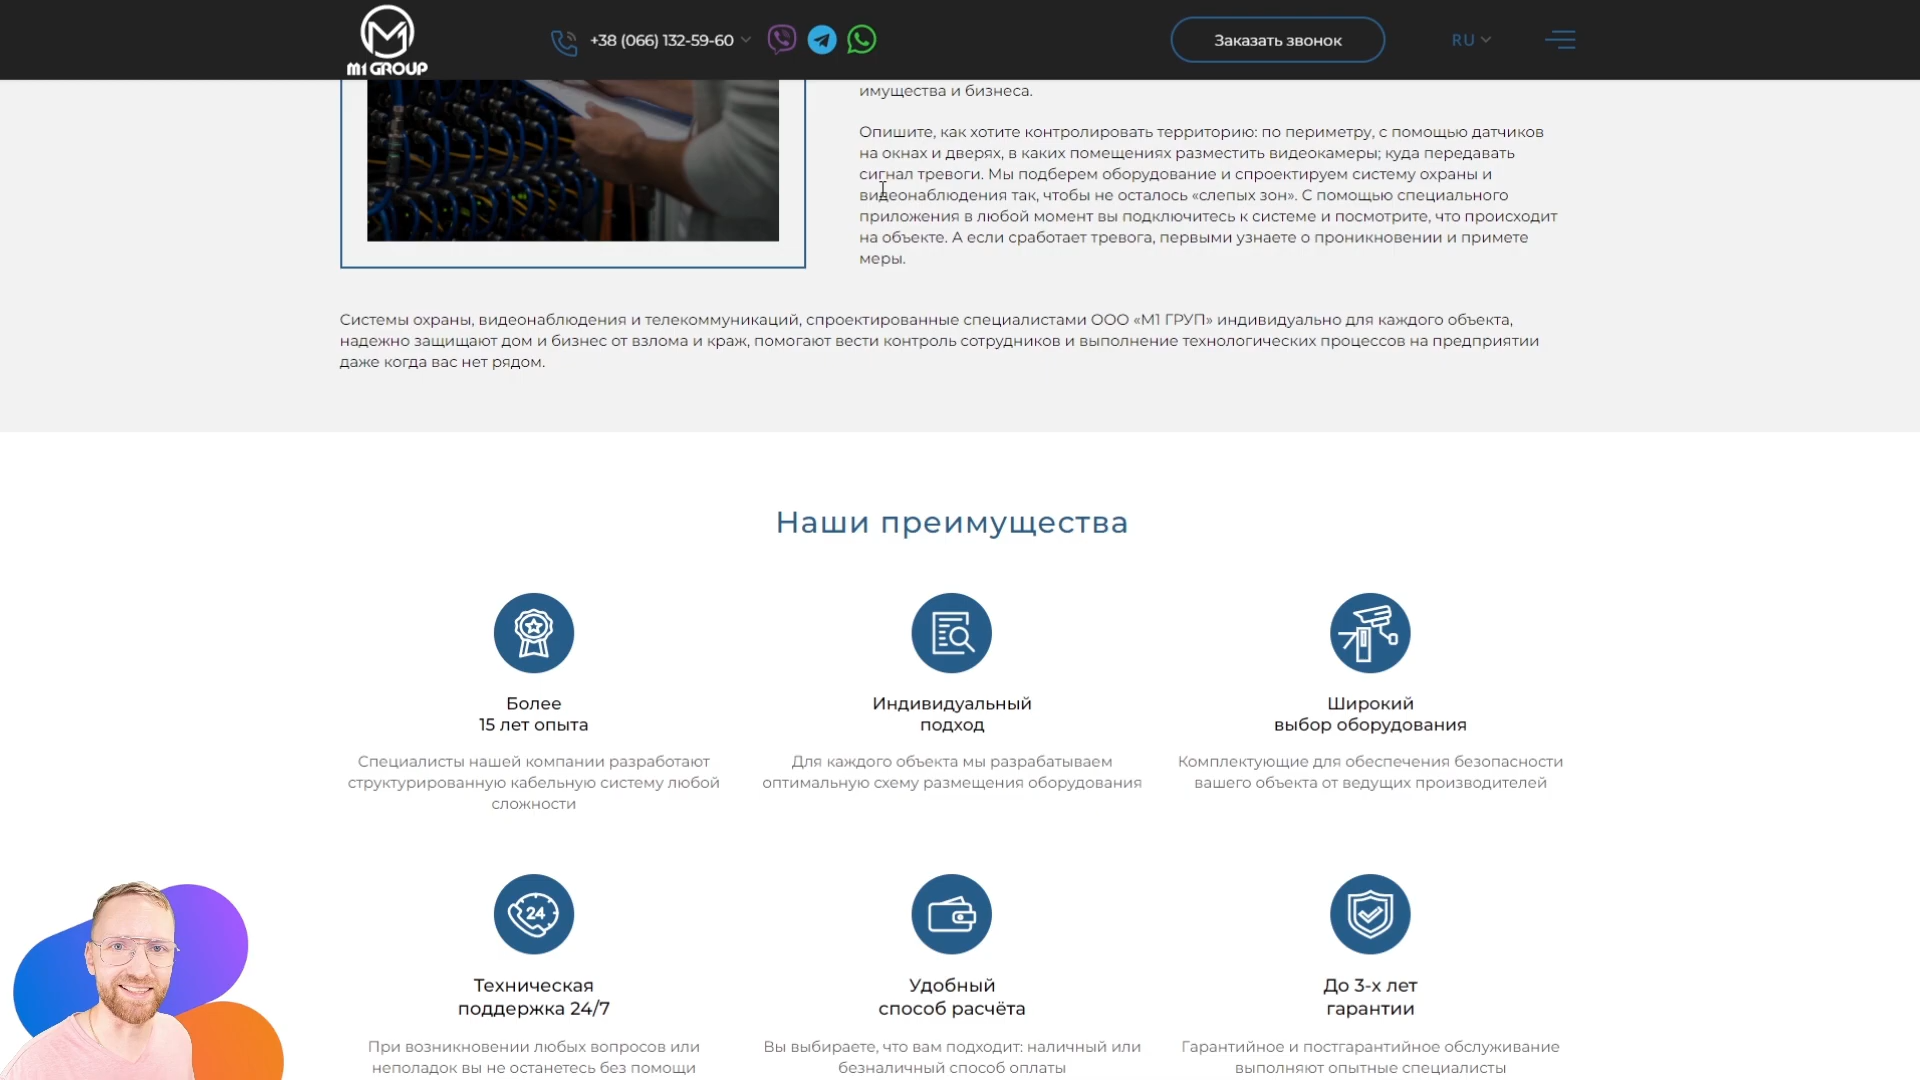 M1 GROUP
+38 (066) 132-59-60
Заказать звонок
RU
имущества и бизнеса.
Опишите, как хотите контролировать территорию: по периметру, с помощью датчиков
на окнах и дверях, в каких помещениях разместить видеокамеры; куда передавать
сигнал тревоги. Мы подберем оборудование и спроектируем систему охраны и
видеонаблюдения так, чтобы не осталось «слепых зон». С помощью специального
приложения в любой момент вы подключитесь к системе и посмотрите, что происходит
на объекте. А если сработает тревога, первыми узнаете о проникновении и примете
меры.
Системы охраны, видеонаблюдения и телекоммуникаций, спроектированные специалистами ООО «М1 ГРУП» индивидуально для каждого объекта,
надежно защищают дом и бизнес от взлома и краж, помогают вести контроль сотрудников и выполнение технологических процессов на предприятии
даже когда вас нет рядом.
Наши преимущества
Более
15 лет опыта
Специалисты нашей компании разработают
структурированную кабельную систему любой
сложности
Индивидуальный
подход
Для каждого объекта мы разрабатываем
оптимальную схему размещения оборудования
Широкий
выбор оборудования
Комплектующие для обеспечения безопасности
вашего объекта от ведущих производителей
24
Техническая
поддержка 24/7
При возникновении любых вопросов или
неполадок вы не останетесь без помощи
Удобный
способ расчёта
Вы выбираете, что вам подходит: наличный или
безналичный способ оплаты
До 3-х лет
гарантии
Гарантийное и постгарантийное обслуживание
выполняют опытные специалисты